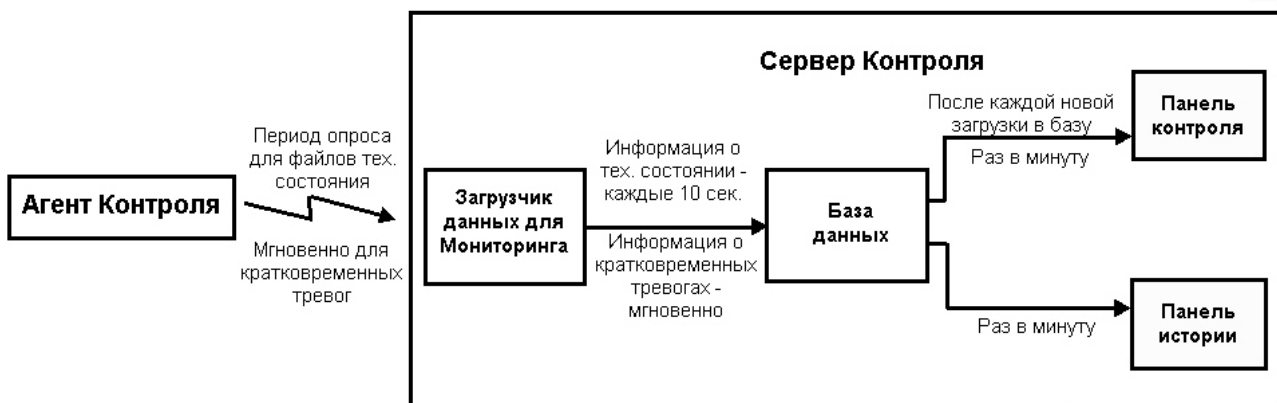 Сервер Контроля
Агент Контроля
Период опроса
для файлов тех.
состояния
Мгновенно для
кратковременных
тревог
Загрузчик
данных для
Мониторинга
Информация о
тех. состоянии -
каждые 10 сек.
Информация о
кратковременных
тревогах -
мгновенно
База
данных
После каждой новой
загрузки в базу
Раз в минуту
Панель
контроля
Раз в минуту
Панель
истории